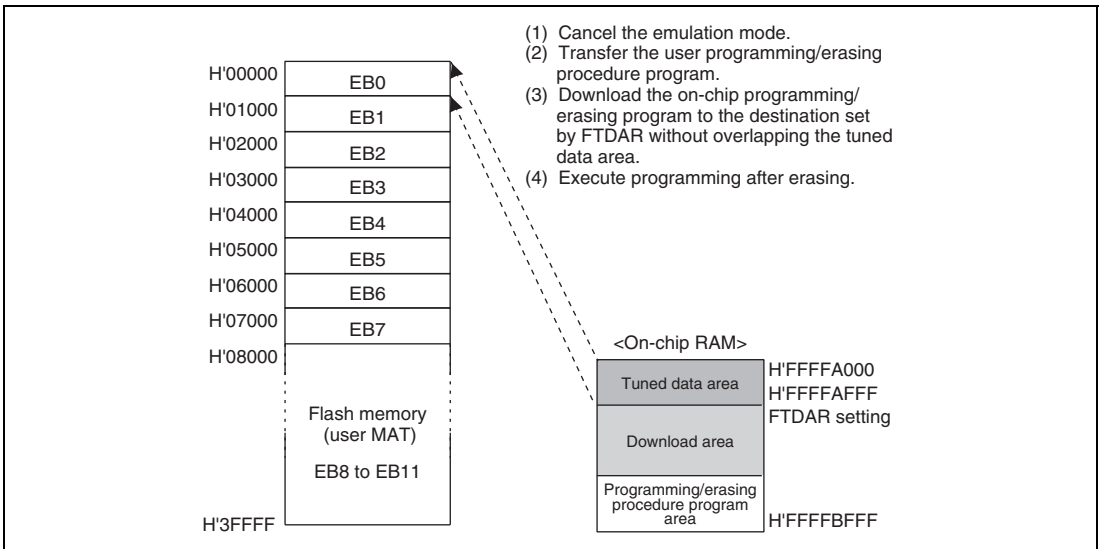 (1) Cancel the emulation mode.
(2) Transfer the user programming/erasing
procedure program.
(3) Download the on-chip programming/
erasing program to the destination set
by FTDAR without overlapping the tuned
data area.
(4) Execute programming after erasing.
H'00000
EB0
H'01000
EB1
H'02000
EB2
H'03000
EB3
H'04000
EB4
H'05000
EB5
H'06000
EB6
H'07000
EB7
H'08000
Flash memory
(user MAT)
EB8 to EB11
H'3FFFF
<On-chip RAM>
Tuned data area
H'FFFFA000
H'FFFFAFFF
FTDAR setting
Download area
Programming/erasing
procedure program
area
H'FFFFBFFF